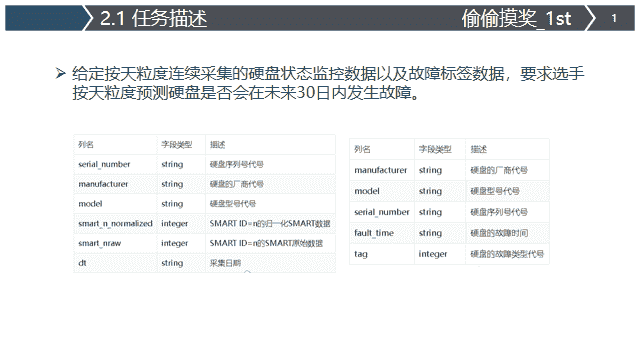 2.1 任务描述
偷偷摸奖_1st
1
给定按天粒度连续采集的硬盘状态监控数据以及故障标签数据，要求选手
按天粒度预测硬盘是否会在未来30日内发生故障。
列名 字段类型 描述
serial_number string 硬盘序列号代号
manufacturer string 硬盘的厂商代号
model string 硬盘型号代号
smart_n_normalized integer SMART ID=n的归一化SMART数据
smart_nraw integer SMART ID=n的SMART原始数据
dt string 采集日期
列名 字段类型 描述
manufacturer string 硬盘的厂商代号
model string 硬盘型号代号
serial_number string 硬盘序列号代号
fault_time string 硬盘的故障时间
tag integer 硬盘的故障类型代号